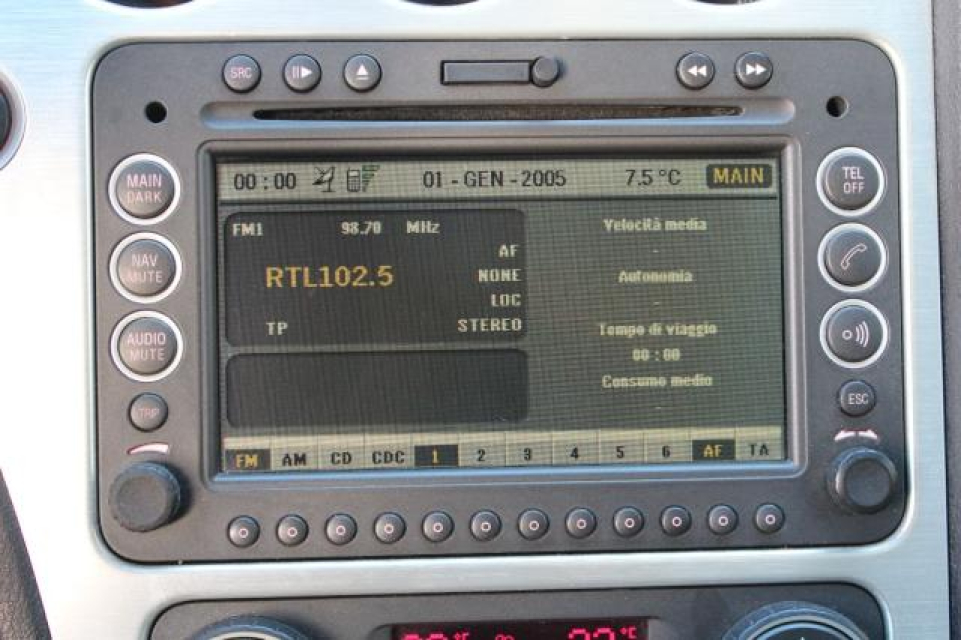 SRC
MAIN
DARK
NAV
MUTE
AUDIO
MUTE
TRIP
00:00 01 - GEN - 2005 7.5 °C MAIN
FM1 98.70 MHz
AF
RTL102.5 NONE
LOC
TP STEREO
Velocità media
-
Autonomia
-
Tempo di viaggio
00:00
Consumo medio
-
FM AM CD CDC 1 2 3 4 5 6 AF TA
TEL
OFF
ESC